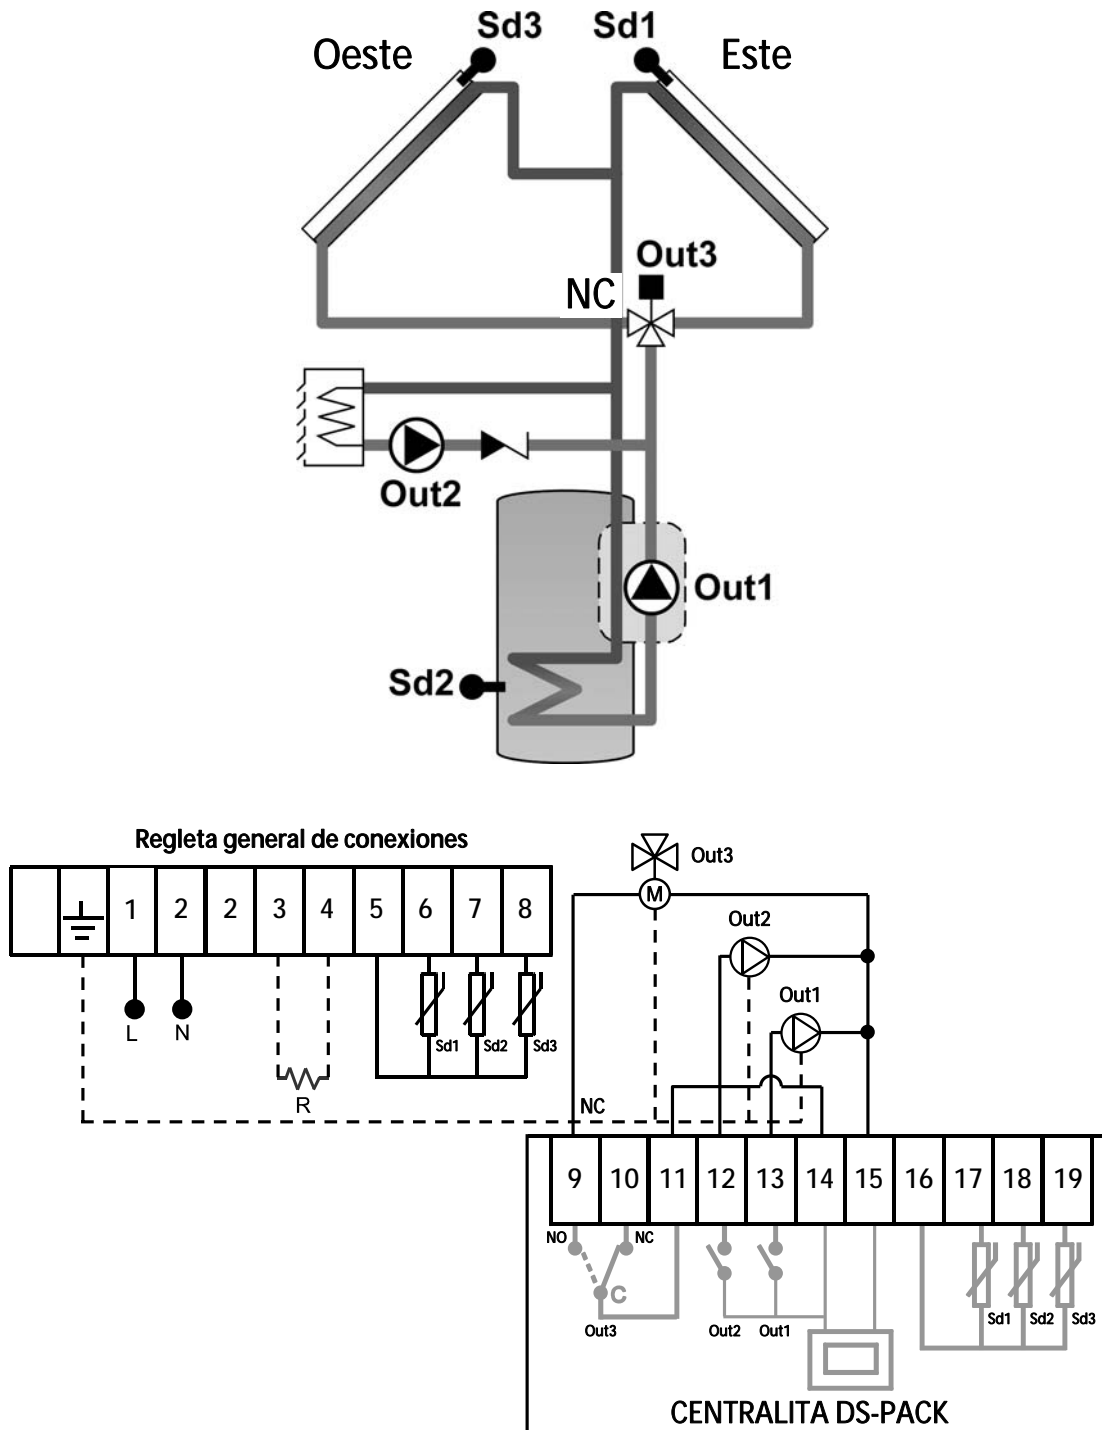 Sd3
Sd1
Oeste
Este
Out3
NC
Out2
Out1
Sd2
Regleta general de conexiones
1 2 2 3 4 5 6 7 8
L
N
R
Sd1
Sd2
Sd3
Out3
M
Out2
Out1
NC
9 10 11 12 13 14 15 16 17 18 19
NO
NC
C
Out3
Out2
Out1
Sd1
Sd2
Sd3
CENTRALITA DS-PACK